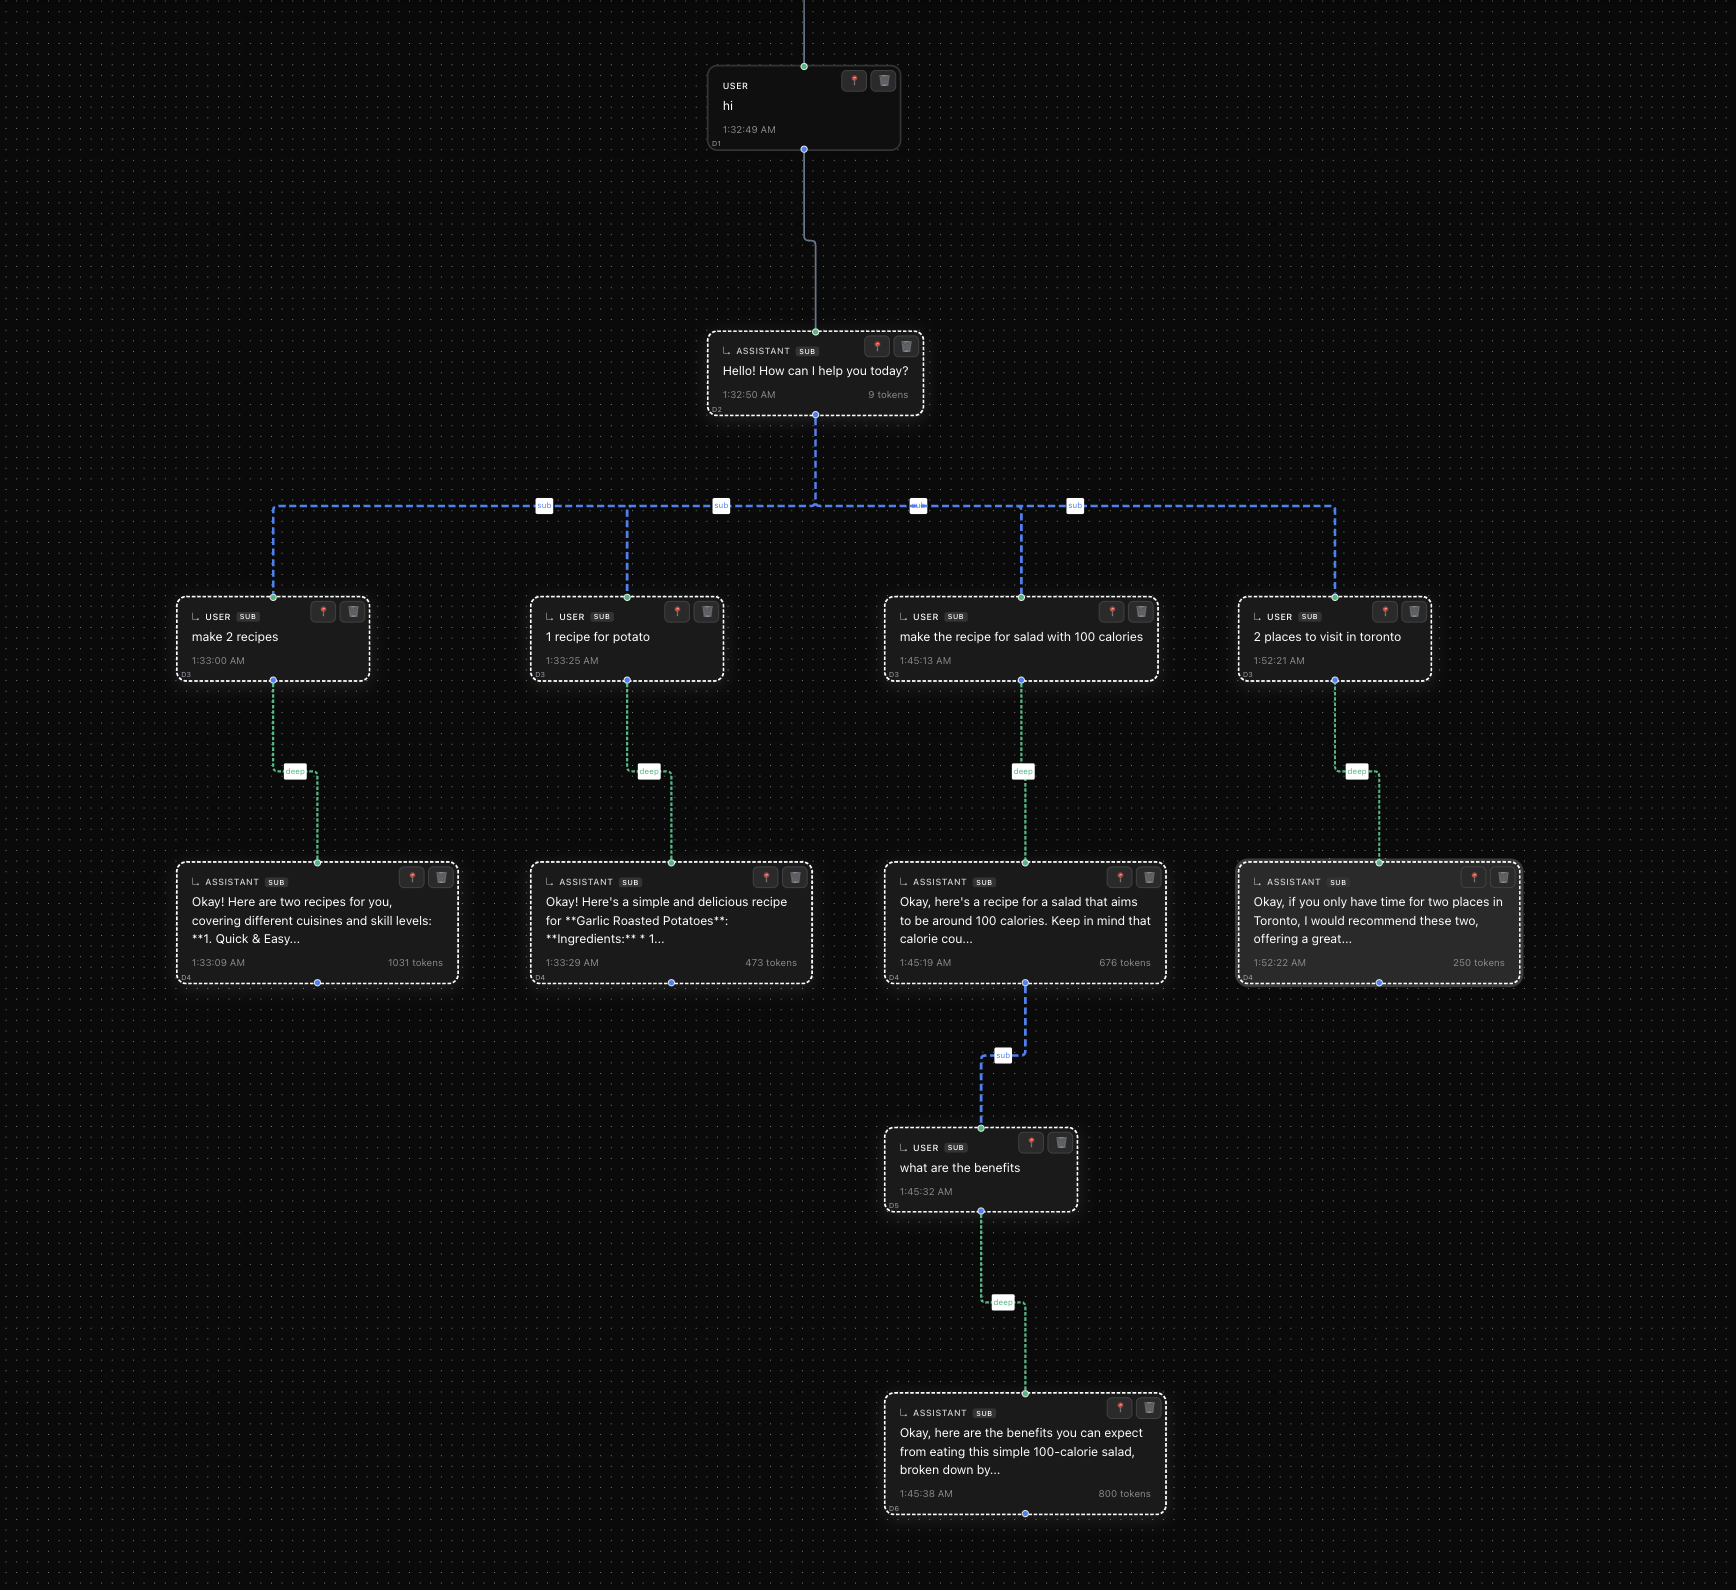 USER
hi
1:32:49 AM
D1
ASSISTANT SUB
Hello! How can I help you today?
1:32:50 AM 9 tokens
D2
sub sub sub sub
USER SUB
make 2 recipes
1:33:00 AM
D3
USER SUB
1 recipe for potato
1:33:25 AM
D3
USER SUB
make the recipe for salad with 100 calories
1:45:13 AM
D3
USER SUB
2 places to visit in toronto
1:52:21 AM
D3
deep deep deep deep
ASSISTANT SUB
Okay! Here are two recipes for you,
covering different cuisines and skill levels:
**1. Quick & Easy...
1:33:09 AM 1031 tokens
D4
ASSISTANT SUB
Okay! Here's a simple and delicious recipe
for **Garlic Roasted Potatoes**:
**Ingredients:** * 1...
1:33:29 AM 473 tokens
D4
ASSISTANT SUB
Okay, here's a recipe for a salad that aims
to be around 100 calories. Keep in mind that
calorie cou...
1:45:19 AM 676 tokens
D4
ASSISTANT SUB
Okay, if you only have time for two places in
Toronto, I would recommend these two,
offering a great...
1:52:22 AM 250 tokens
D4
sub
USER SUB
what are the benefits
1:45:32 AM
D5
deep
ASSISTANT SUB
Okay, here are the benefits you can expect
from eating this simple 100-calorie salad,
broken down by...
1:45:38 AM 800 tokens
D6